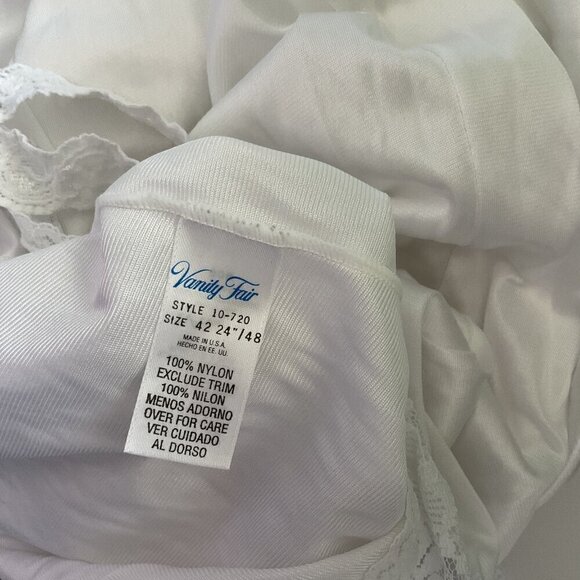 Vanity Fair
STYLE 10-720
SIZE 42 24"/48
MADE IN U.S.A.
HECHO EN EE. UU.
100% NYLON
EXCLUDE TRIM
100% NILON
MENOS ADORNO
OVER FOR CARE
VER CUIDADO
AL DORSO